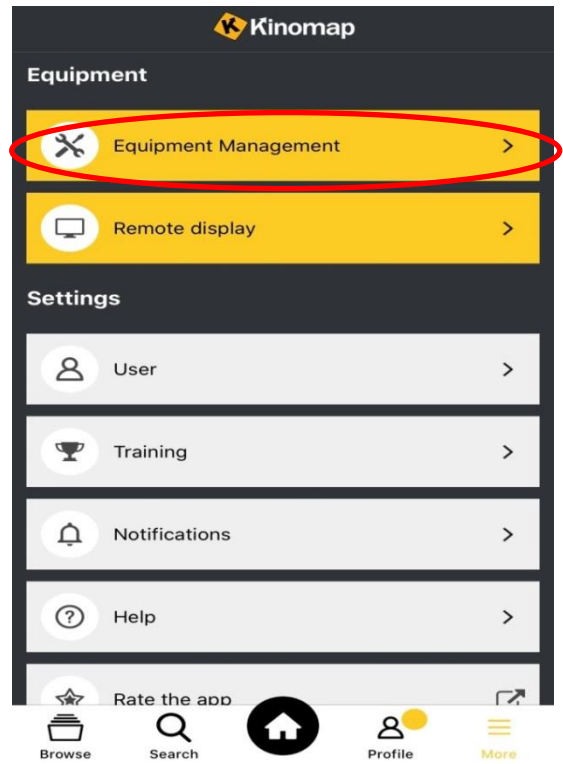 Kinomap
Equipment
Equipment Management
Remote display
Settings
User
Training
Notifications
Help
Rate the app
Browse
Search
Profile
More